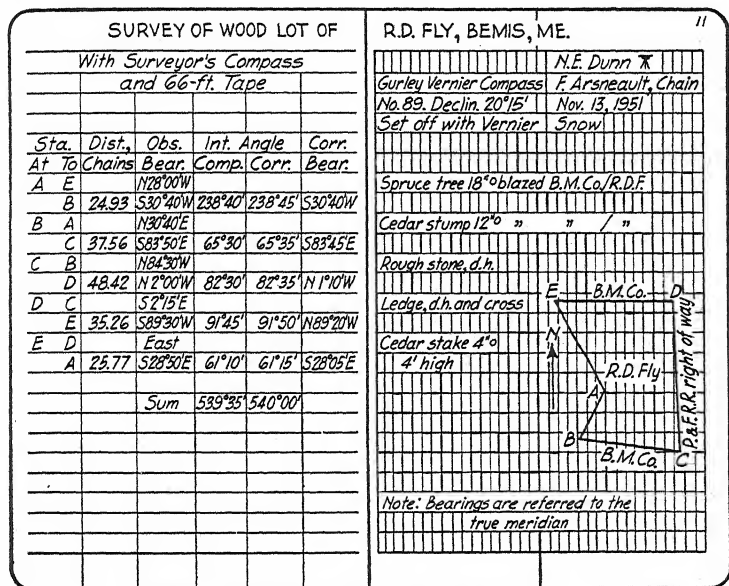 SURVEY OF WOOD LOT OF
With Surveyor's Compass
and 66-ft. Tape
Sta. Dist., Obs. Int. Angle Corr.
At To Chains Bear. Comp. Corr. Bear.
A E N28°00'W
B 24.93 S30°40'W 238°40' 238°45' S30°40'W
B A N30°40'E
C 37.56 S83°50'E 65°30' 65°35' S83°45'E
C B N84°30'W
D 48.42 N2°00'W 82°30' 82°35' N1°10'W
D C S2°15'E
E 35.26 S89°30'W 91°45' 91°50' N89°20'W
E D East
A 25.77 S28°50'E 61°10' 61°15' S28°05'E
Sum 539°35' 540°00'
R.D. FLY, BEMIS, ME.
11
N.E. Dunn
Gurley Vernier Compass F. Arsneault, Chain
No. 89. Declin. 20°15' Nov. 13, 1951
Set off with Vernier Snow
Spruce tree 18"o blazed B.M.Co./R.D.F.
Cedar stump 12"o " " / "
Rough stone, d.h.
Ledge, d.h. and cross
Cedar stake 4"o
4' high
E B.M.Co. D
N
R.D. Fly
A
P.&F.R.R. right of way
B
B.M.Co. C
Note: Bearings are referred to the
true meridian